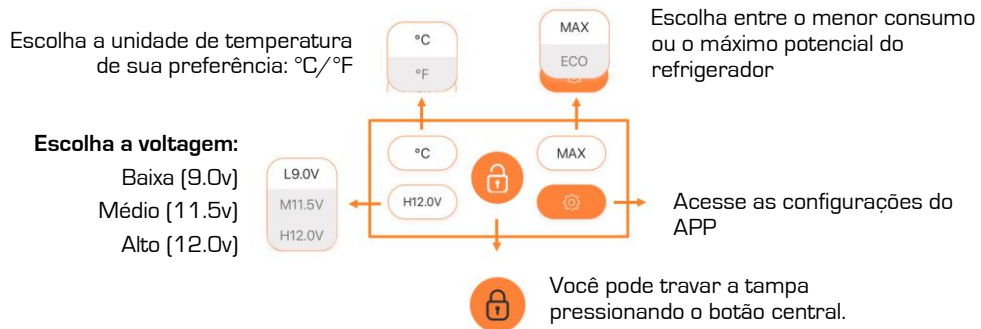 Escolha a unidade de temperatura
de sua preferência: °C/°F
°C
°F
MAX
ECO
Escolha entre o menor consumo
ou o máximo potencial do
refrigerador
Escolha a voltagem:
Baixa (9.0v)
Médio (11.5v)
Alto (12.0v)
L9.0V
M11.5V
H12.0V
°C
H12.0V
MAX
Acesse as configurações do
APP
Você pode travar a tampa
pressionando o botão central.